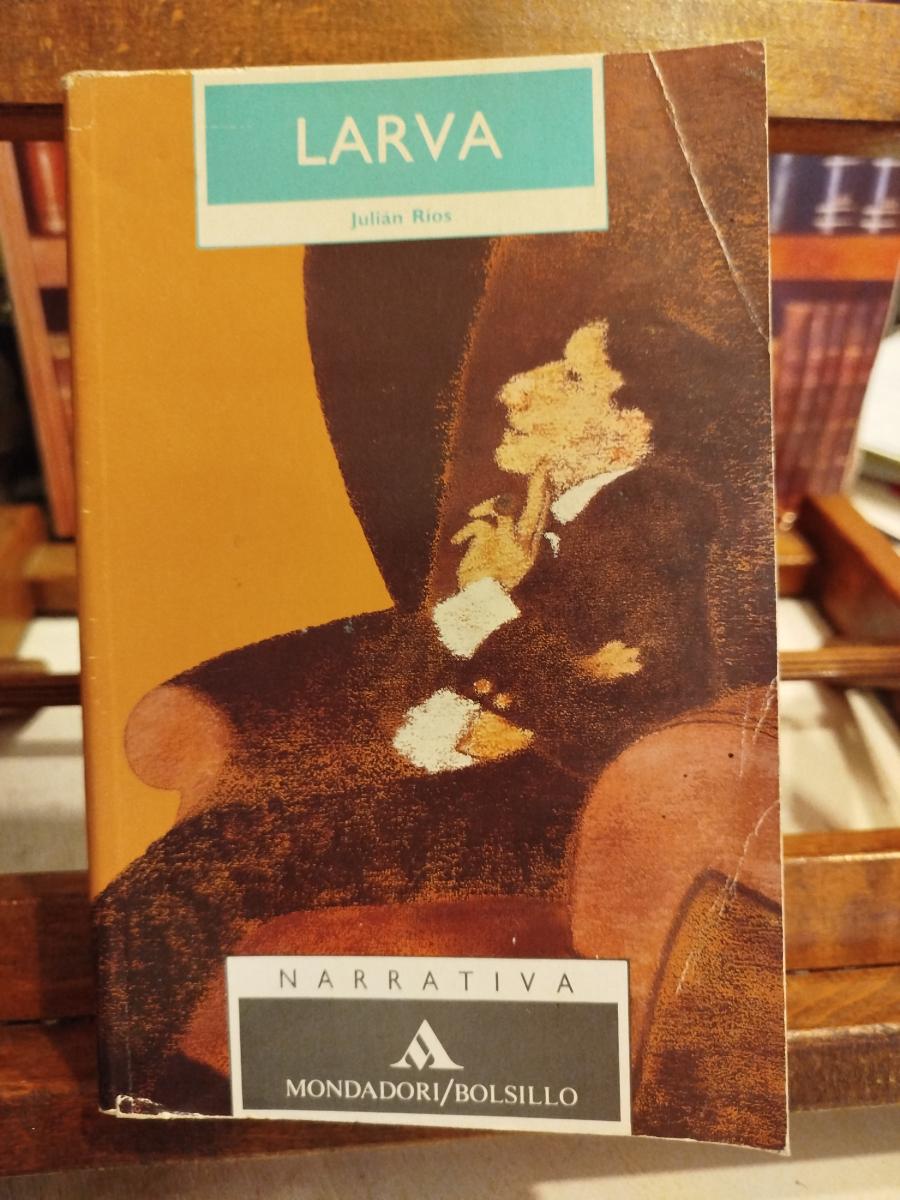 LARVA
Julián Ríos
NARRATIVA
MONDADORI/BOLSILLO